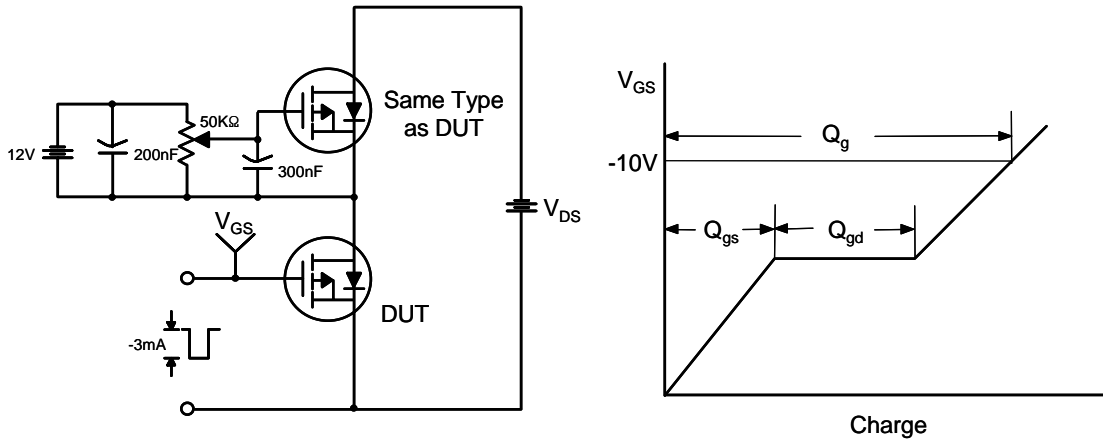 Same Type
as DUT
50KΩ
12V
200nF
300nF
V_DS
V_GS
DUT
-3mA
V_GS
Q_g
-10V
Q_gs
Q_gd
Charge